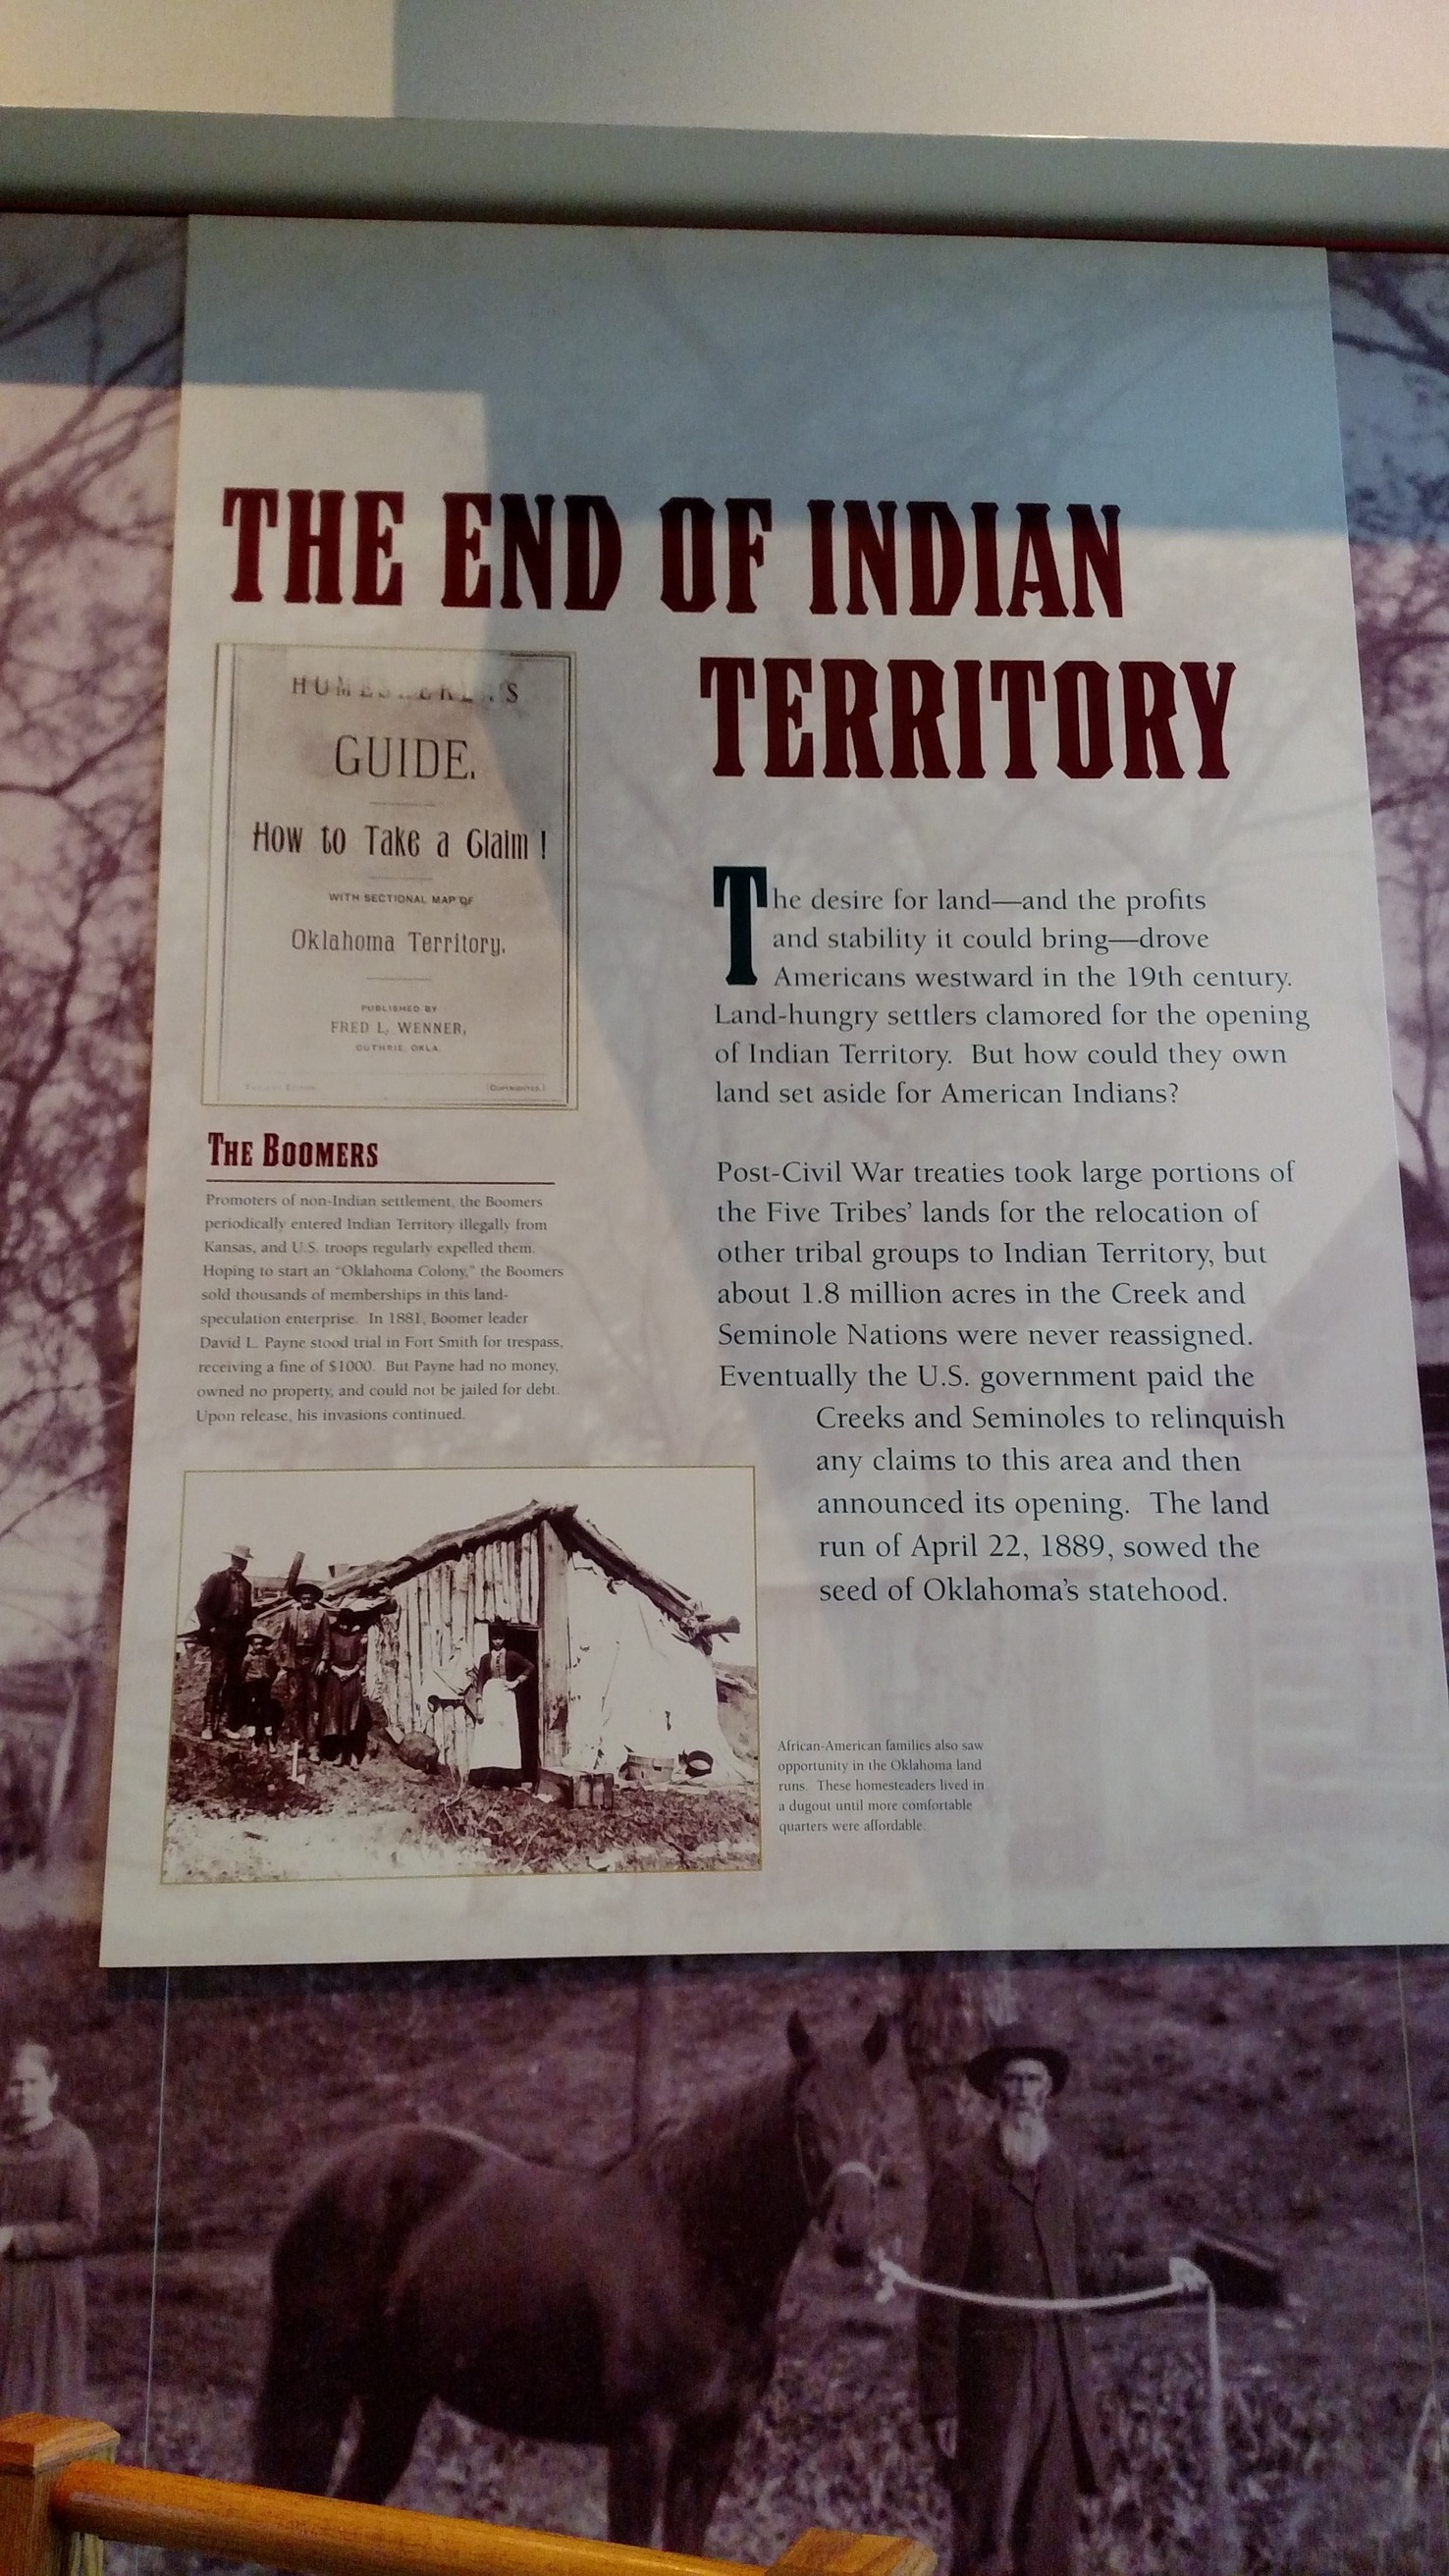 THE END OF INDIAN
TERRITORY
GUIDE.
How to Take a Claim !
WITH SECTIONAL MAP OF
Oklahoma Territory.
PUBLISHED BY
FRED L. WENNER,
GUTHRIE, OKLA.
(COPYRIGHTED.)
THE BOOMERS
Promoters of non-Indian settlement, the Boomers
periodically entered Indian Territory illegally from
Kansas, and U.S. troops regularly expelled them.
Hoping to start an "Oklahoma Colony," the Boomers
sold thousands of memberships in this land-
speculation enterprise. In 1881, Boomer leader
David L. Payne stood trial in Fort Smith for trespass,
receiving a fine of $1000. But Payne had no money,
owned no property, and could not be jailed for debt.
Upon release, his invasions continued.
The desire for land—and the profits
and stability it could bring—drove
Americans westward in the 19th century.
Land-hungry settlers clamored for the opening
of Indian Territory. But how could they own
land set aside for American Indians?
Post-Civil War treaties took large portions of
the Five Tribes' lands for the relocation of
other tribal groups to Indian Territory, but
about 1.8 million acres in the Creek and
Seminole Nations were never reassigned.
Eventually the U.S. government paid the
Creeks and Seminoles to relinquish
any claims to this area and then
announced its opening. The land
run of April 22, 1889, sowed the
seed of Oklahoma's statehood.
African-American families also saw
opportunity in the Oklahoma land
runs. These homesteaders lived in
a dugout until more comfortable
quarters were affordable.